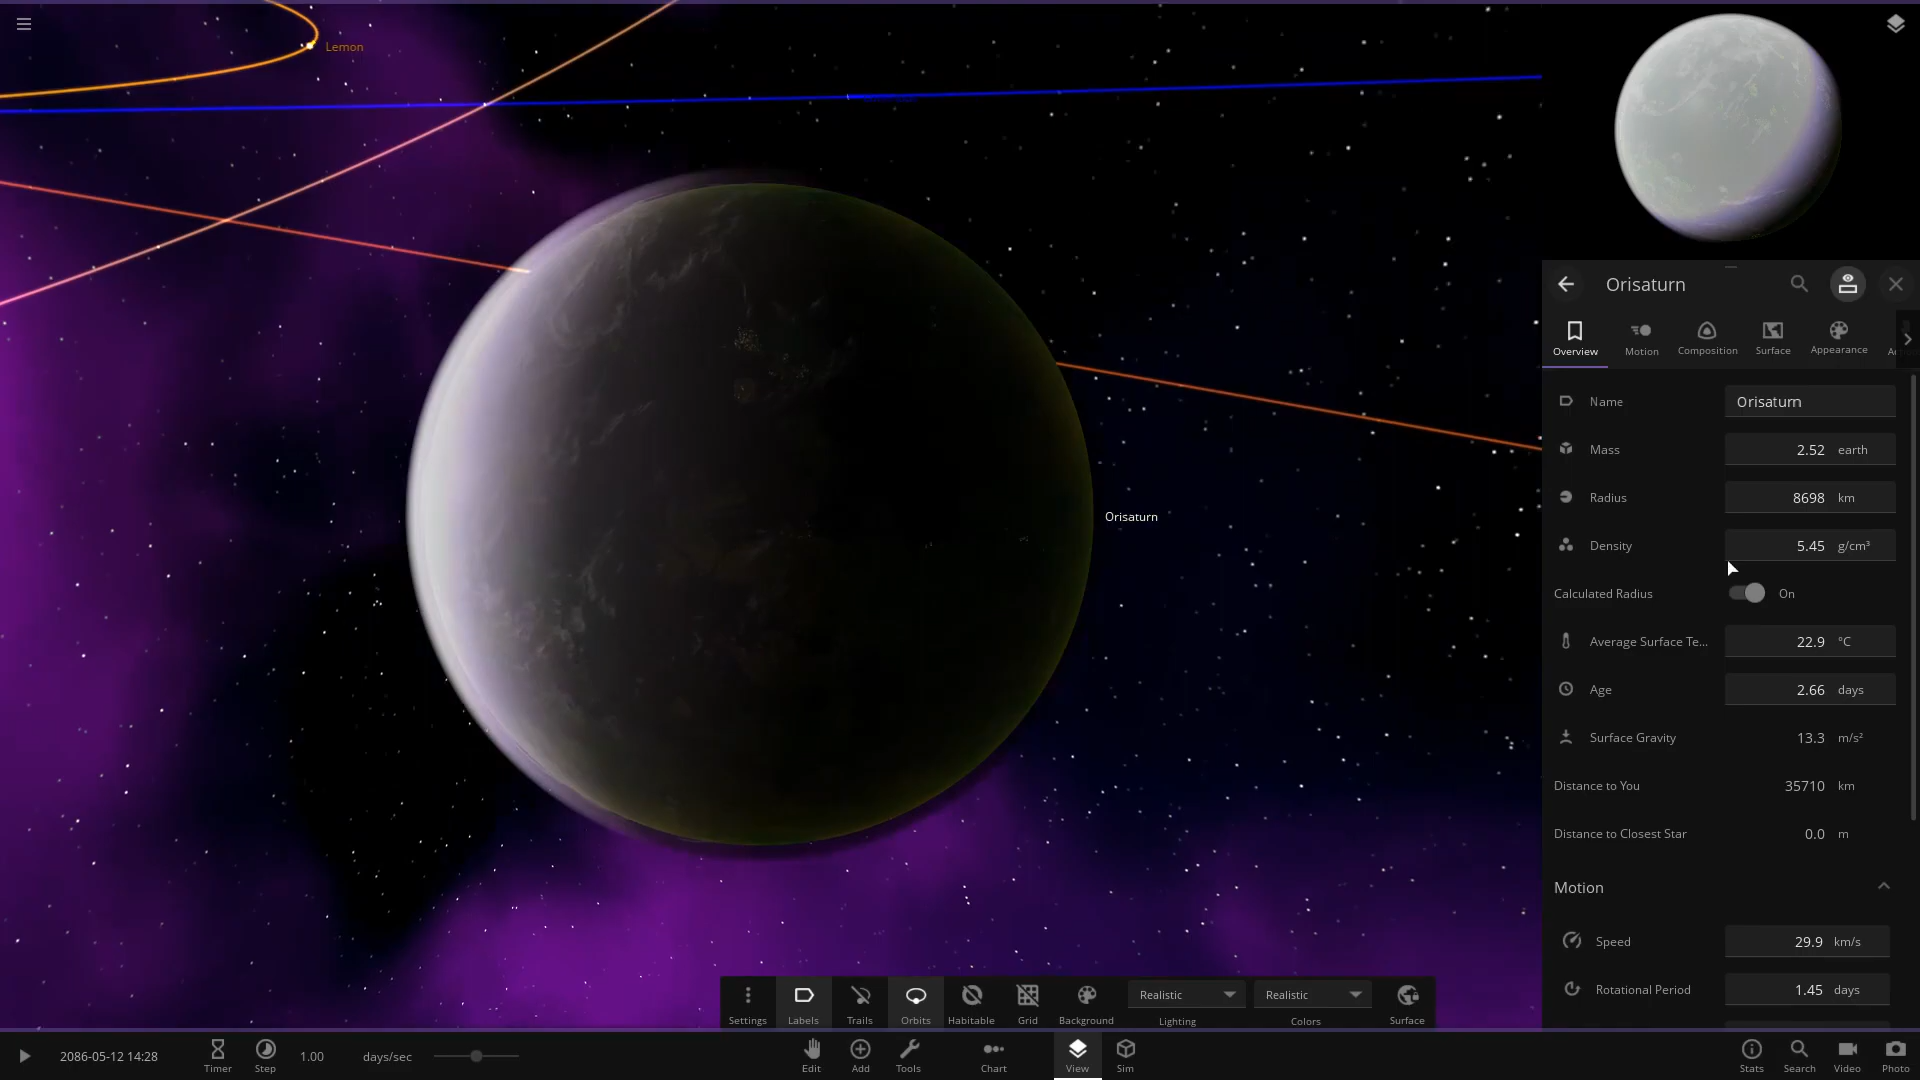 Lemon
Orisaturn
Orisaturn
Overview
Motion
Composition
Surface
Appearance
Name
Orisaturn
Mass
2.52 earth
Radius
8698 km
Density
5.45 g/cm³
Calculated Radius
On
Average Surface Te...
22.9 °C
Age
2.66 days
Surface Gravity
13.3 m/s²
Distance to You
35710 km
Distance to Closest Star
0.0 m
Motion
Speed
29.9 km/s
Rotational Period
1.45 days
Settings
Labels
Trails
Orbits
Habitable
Grid
Background
Realistic
Lighting
Realistic
Colors
Surface
2086-05-12 14:28
Timer
Step
1.00
days/sec
Edit
Add
Tools
Chart
View
Sim
Stats
Search
Video
Photo